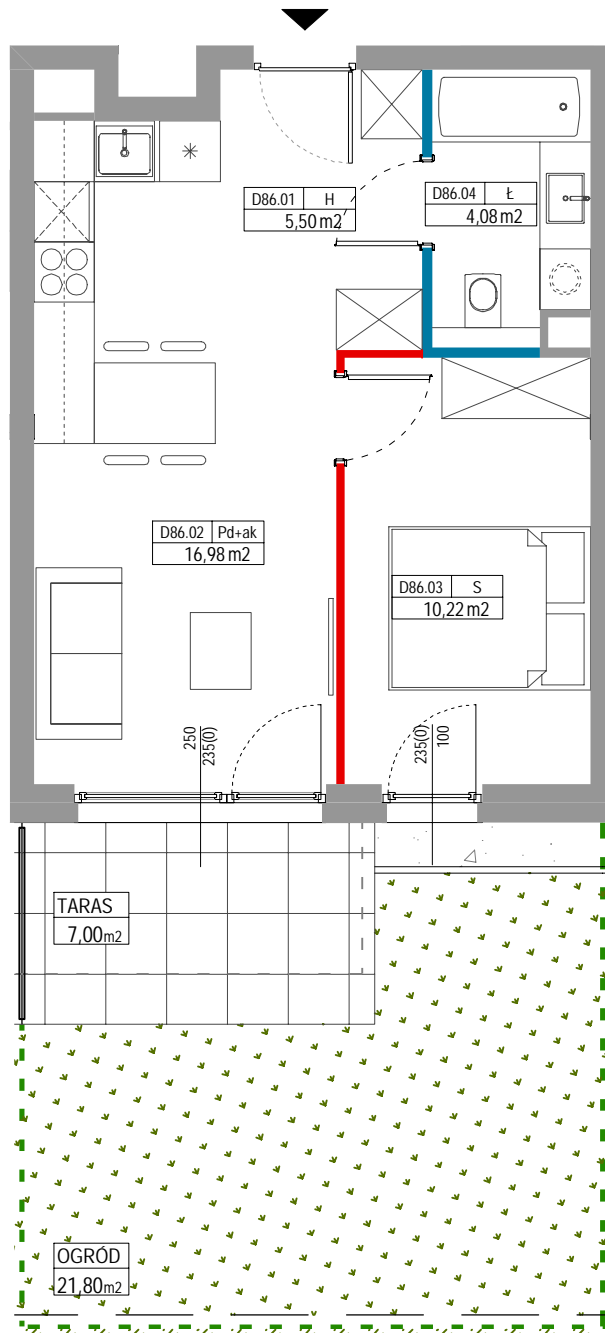 D86.01 H
5,50 m2
D86.04 Ł
4,08 m2
D86.02 Pd+ak
16,98 m2
D86.03 S
10,22 m2
250
235(0)
235(0)
100
TARAS
7,00m2
OGRÓD
21,80m2